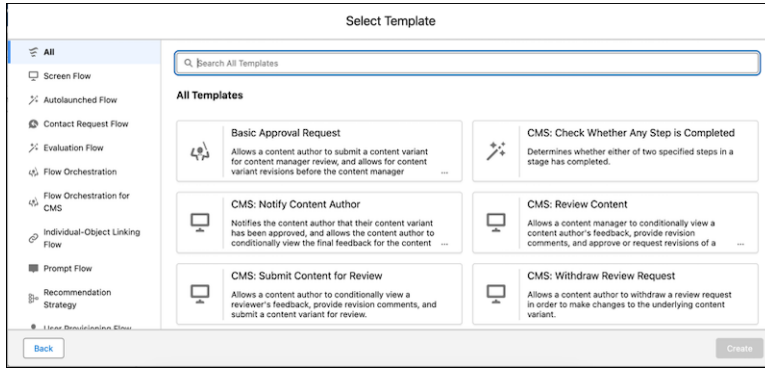 Select Template
All
Screen Flow
Autolaunched Flow
Contact Request Flow
Evaluation Flow
Flow Orchestration
Flow Orchestration for
CMS
Individual-Object Linking
Flow
Prompt Flow
Recommendation
Strategy
User Provisioning Flow
Search All Templates
All Templates
Basic Approval Request
Allows a content author to submit a content variant
for content manager review, and allows for content
variant revisions before the content manager ...
CMS: Check Whether Any Step is Completed
Determines whether either of two specified steps in a
stage has completed.
CMS: Notify Content Author
Notifies the content author that their content variant
has been approved, and allows the content author to
conditionally view the final feedback for the content ...
CMS: Review Content
Allows a content manager to conditionally view a
content author's feedback, provide revision
comments, and approve or request revisions of a ...
CMS: Submit Content for Review
Allows a content author to conditionally view a
reviewer's feedback, provide revision comments, and
submit a content variant for review.
CMS: Withdraw Review Request
Allows a content author to withdraw a review request
in order to make changes to the underlying content
variant.
Back
Create